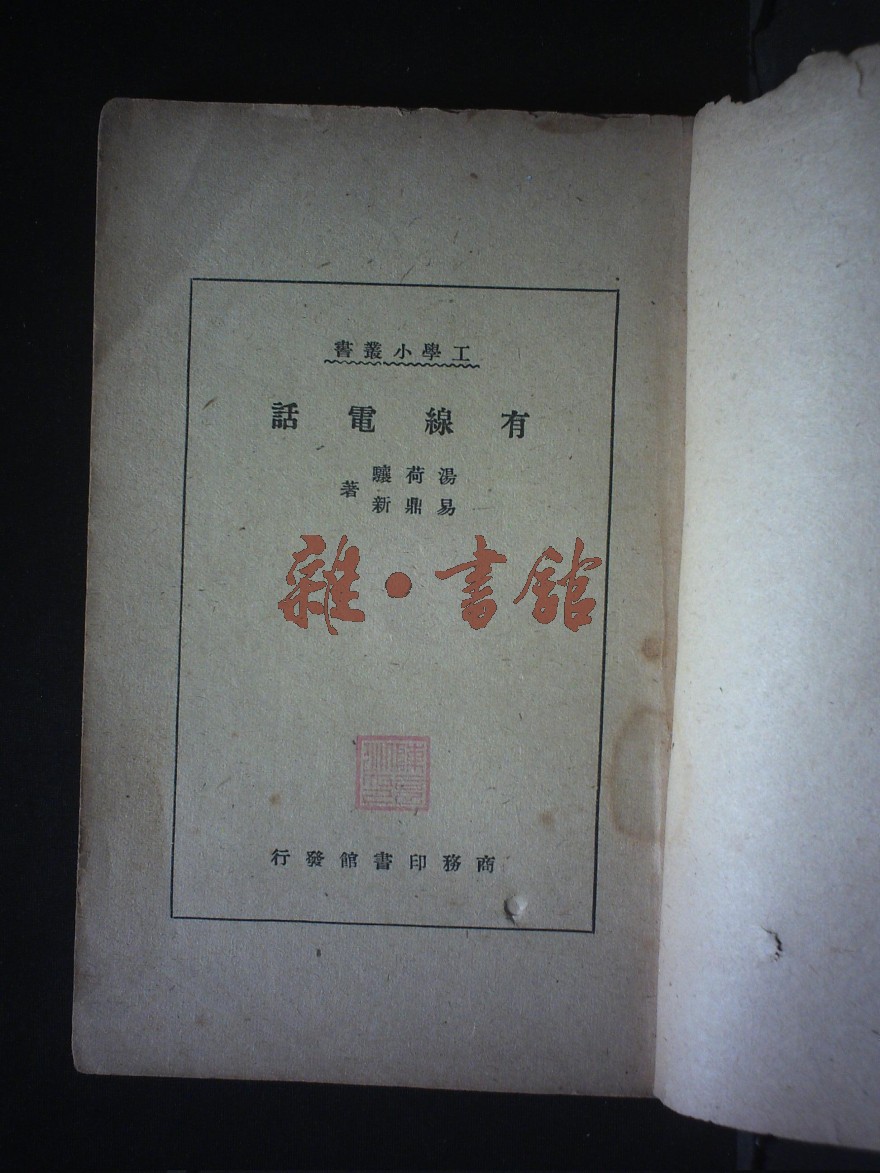 工學小叢書
有線電話
湯荷驤
易鼎新
著
雜·書館
商務印書館發行